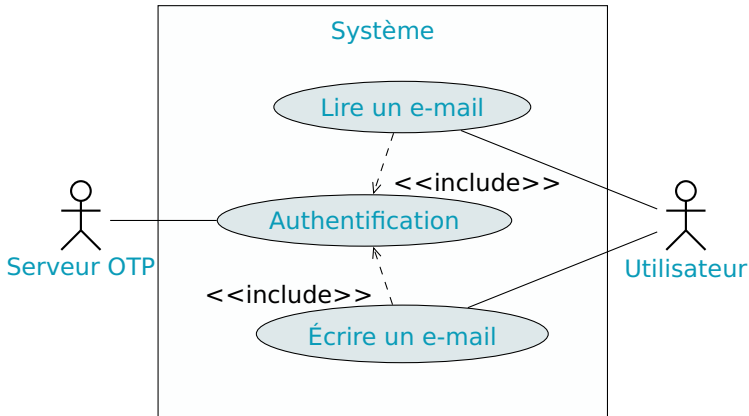 Système
Lire un e-mail
<<include>>
Authentification
Serveur OTP
Utilisateur
<<include>>
Écrire un e-mail